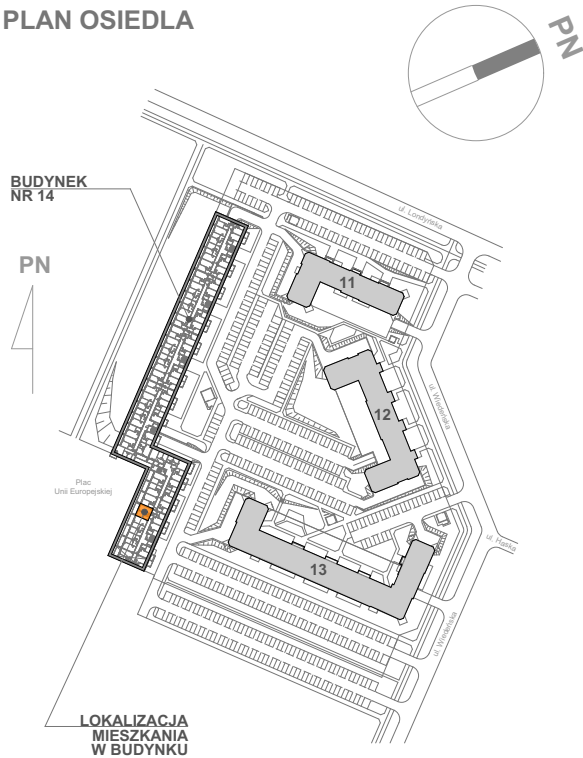 PLAN OSIEDLA
PN
ul. Londyńska
BUDYNEK
NR 14
PN
11
12
ul. Wiedeńska
Plac
Unii Europejskiej
13
ul. Haska
ul. Wiedeńska
LOKALIZACJA
MIESZKANIA
W BUDYNKU